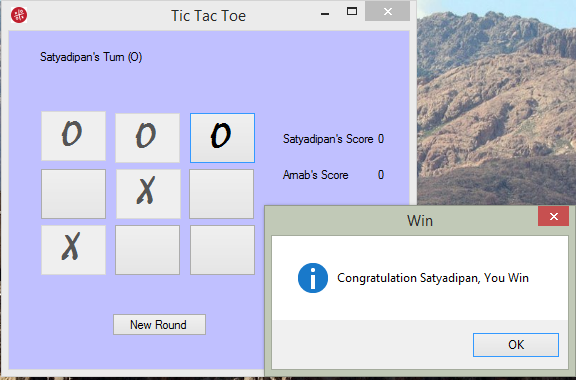 Tic Tac Toe
Satyadipan's Turn (O)
O O O
Satyadipan's Score 0
Arnab's Score 0
X
X
Win
Congratulation Satyadipan, You Win
New Round
OK